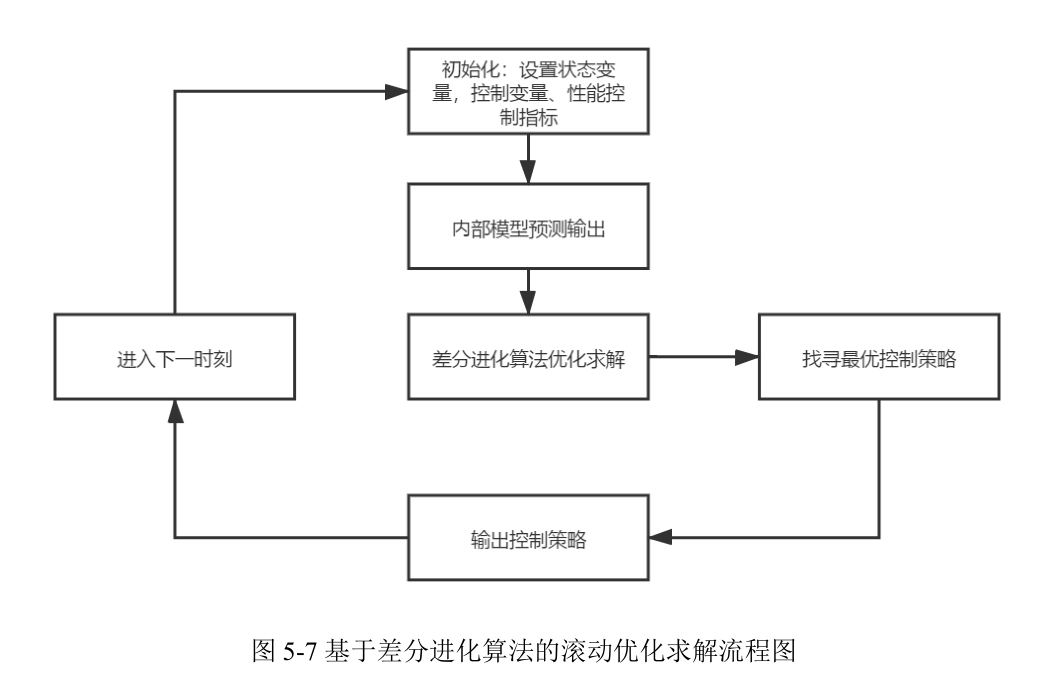 初始化：设置状态变
量，控制变量、性能控
制指标
内部模型预测输出
进入下一时刻
差分进化算法优化求解
找寻最优控制策略
输出控制策略
图 5-7 基于差分进化算法的滚动优化求解流程图